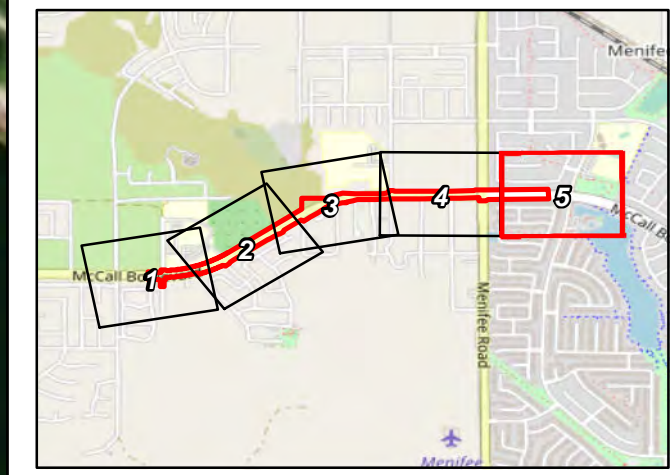 Menife
3
4
5
2
McCall Bo
1
McCall B
Menifee Road
Menifee